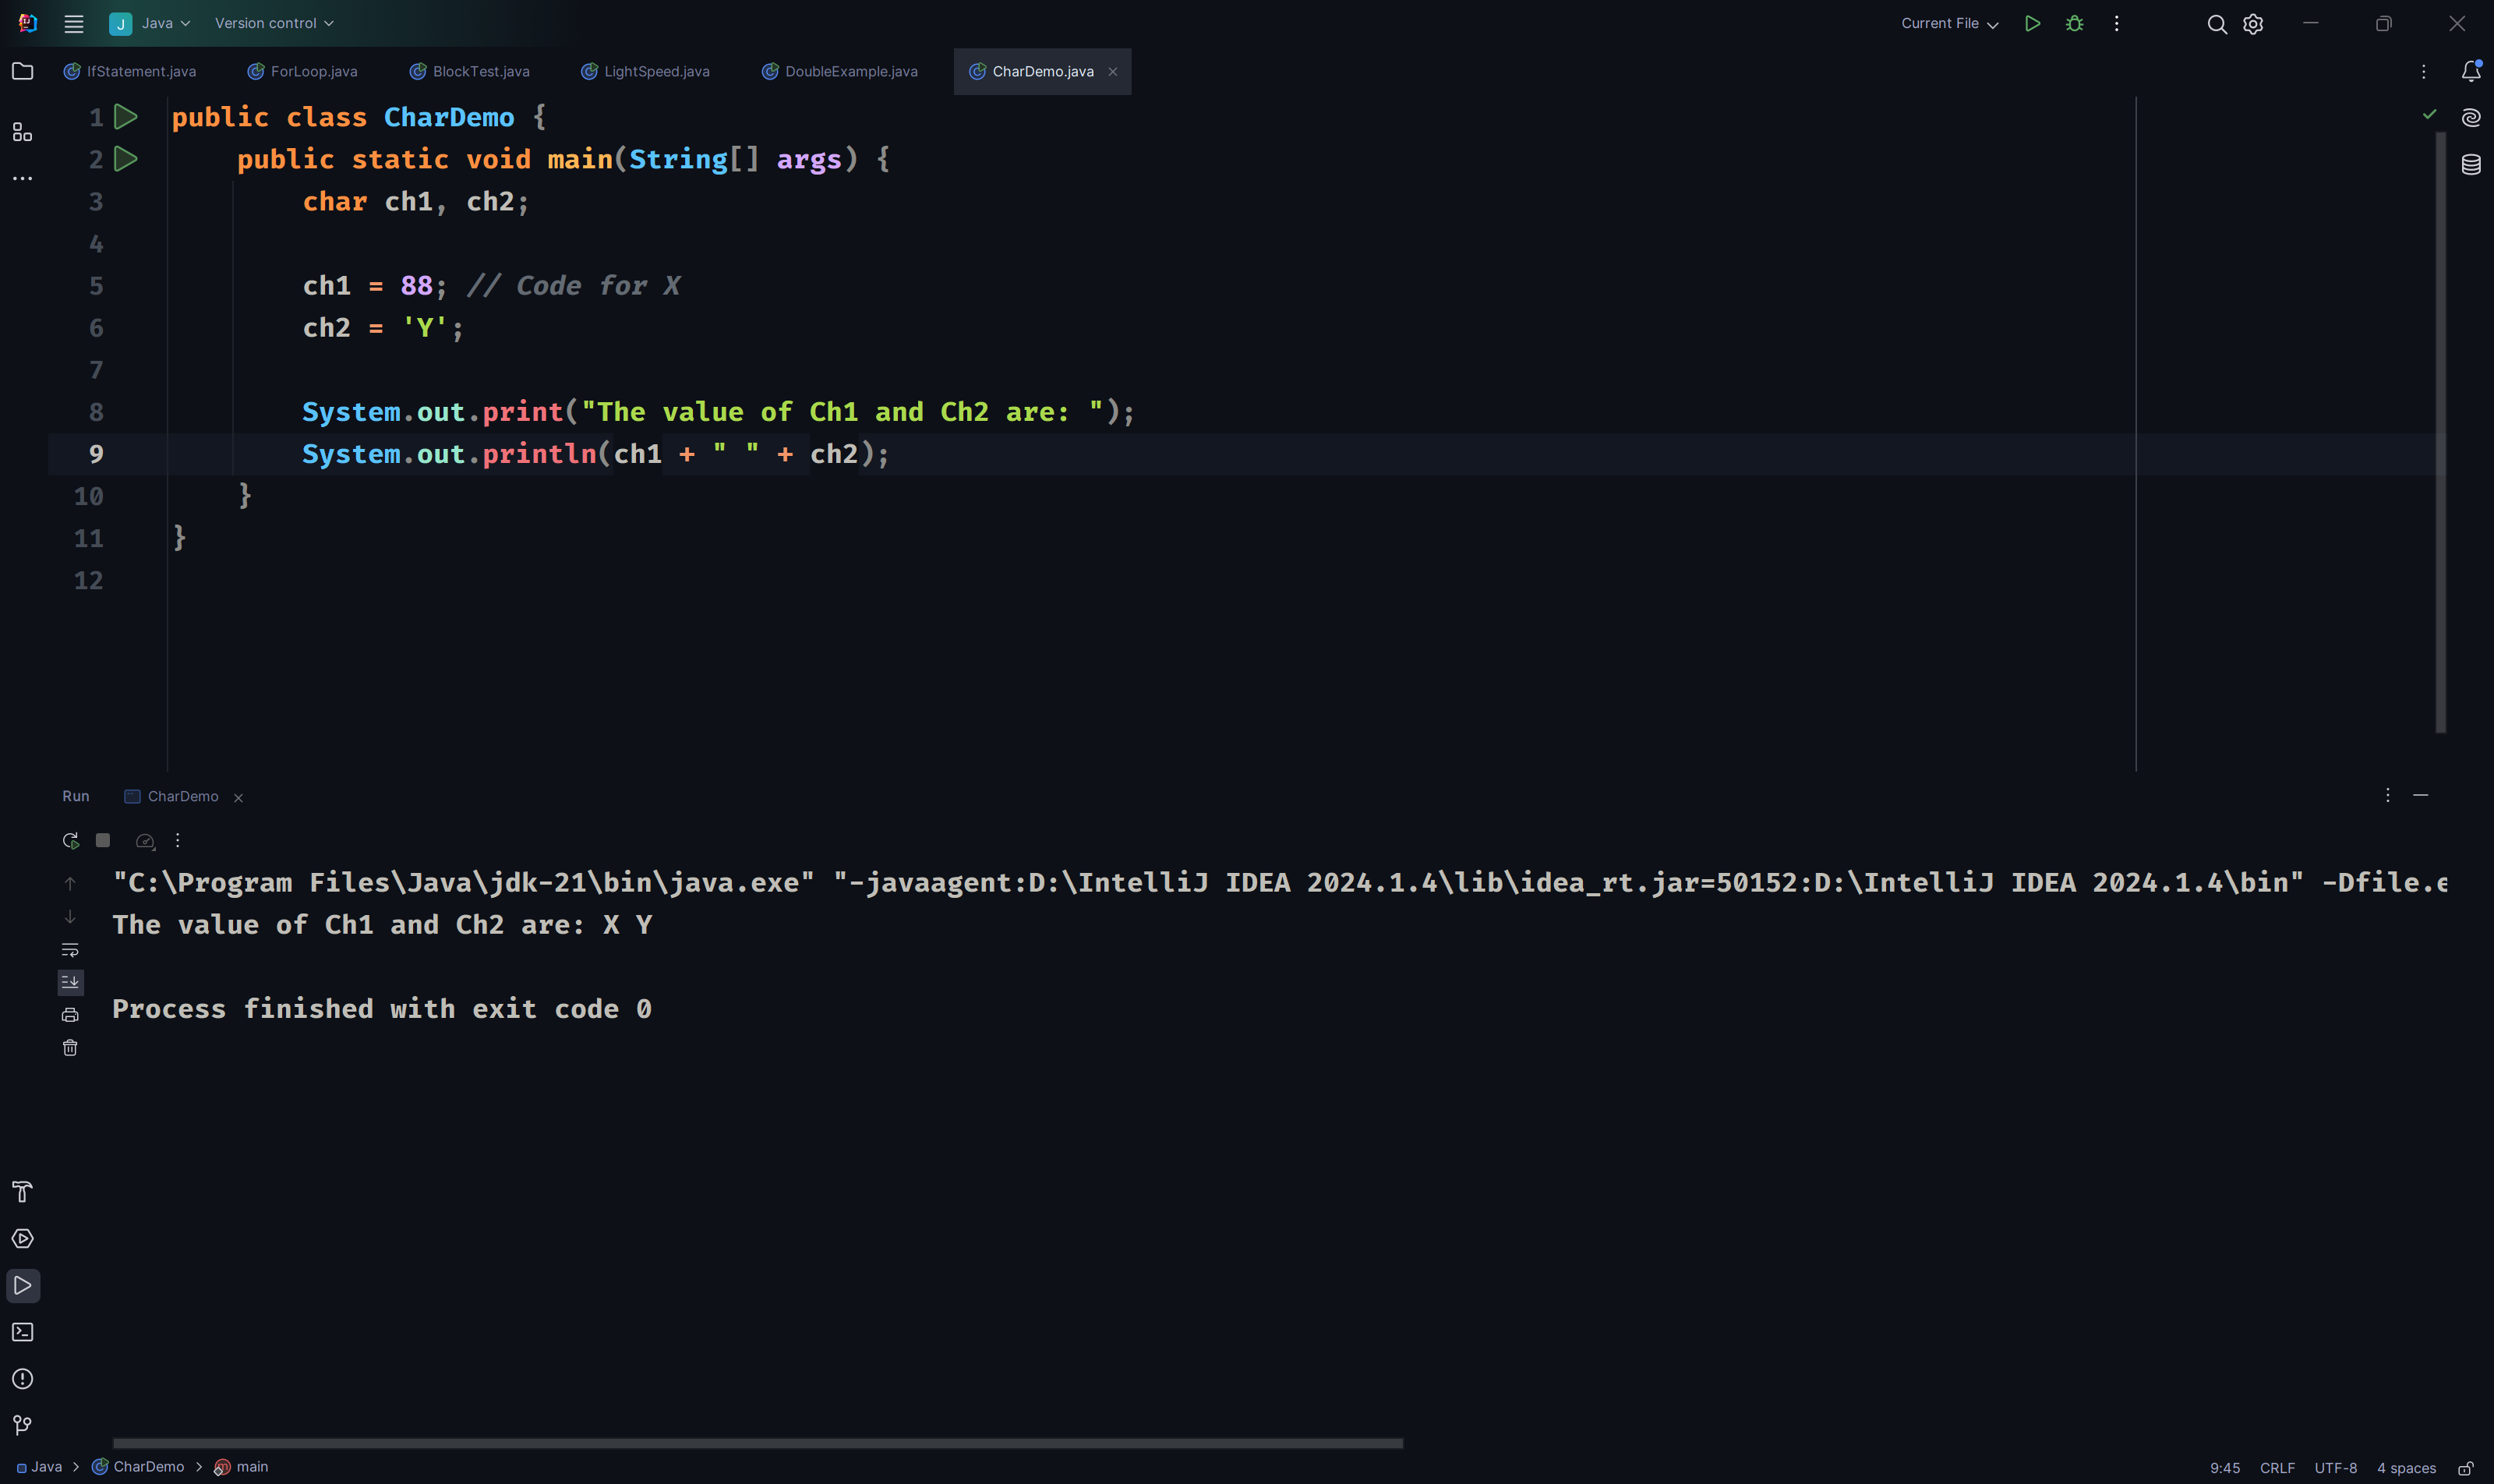 J Java Version control Current File
IfStatement.java ForLoop.java BlockTest.java LightSpeed.java DoubleExample.java CharDemo.java
1 public class CharDemo {
2 public static void main(String[] args) {
3 char ch1, ch2;
4
5 ch1 = 88; // Code for X
6 ch2 = 'Y';
7
8 System.out.print("The value of Ch1 and Ch2 are: ");
9 System.out.println(ch1 + " " + ch2);
10 }
11 }
12
Run CharDemo
"C:\Program Files\Java\jdk-21\bin\java.exe" "-javaagent:D:\IntelliJ IDEA 2024.1.4\lib\idea_rt.jar=50152:D:\IntelliJ IDEA 2024.1.4\bin" -Dfile.e
The value of Ch1 and Ch2 are: X Y
Process finished with exit code 0
Java > CharDemo > main 9:45 CRLF UTF-8 4 spaces